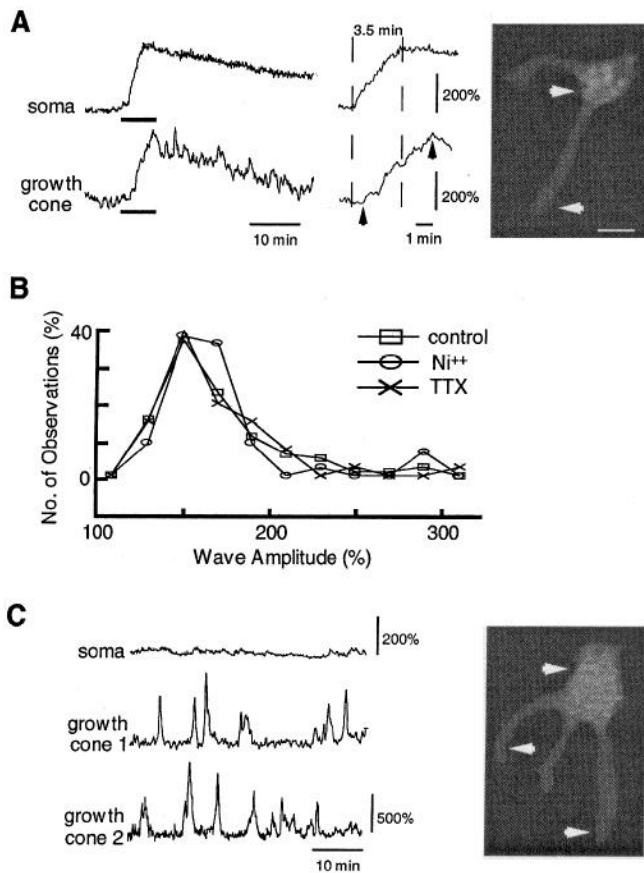 A
3.5 min
soma
200%
growth
cone
200%
10 min
1 min
B
No. of Observations (%)
40
20
0
control
Ni++
TTX
100
200
300
Wave Amplitude (%)
C
soma
200%
growth
cone 1
growth
cone 2
500%
10 min